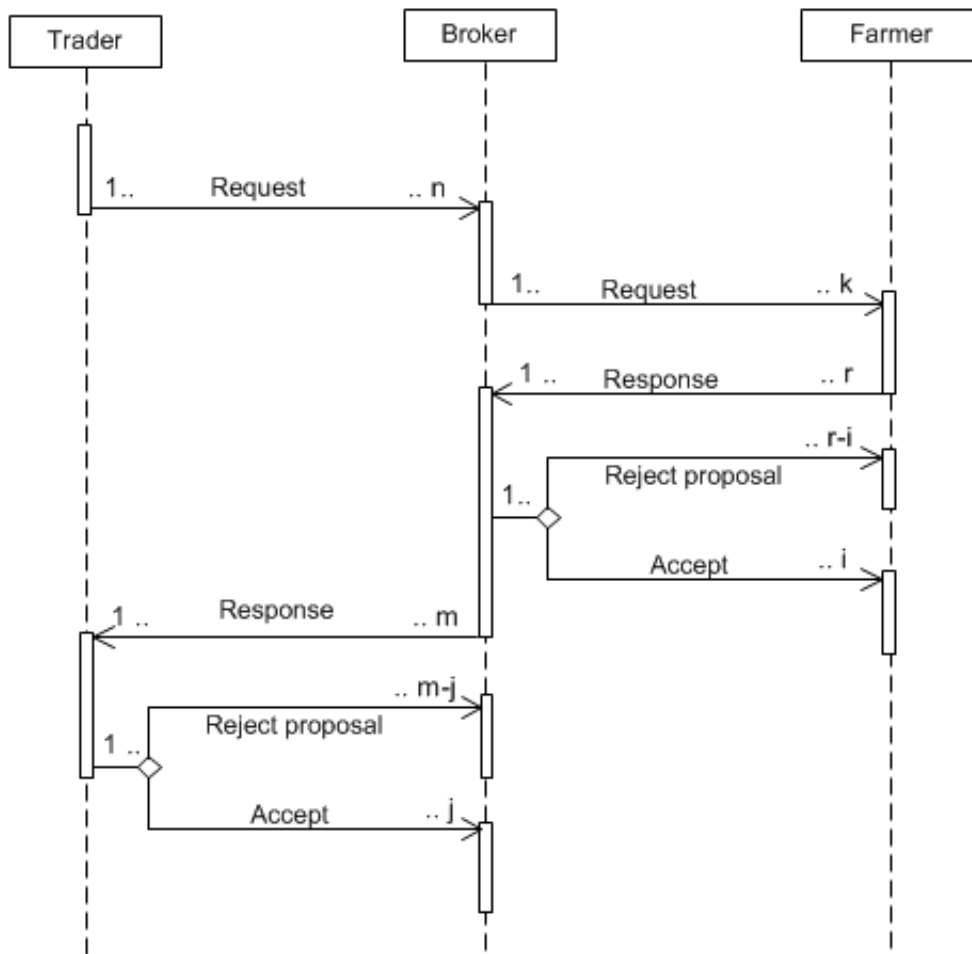 Trader
Broker
Farmer
1.. Request .. n
1.. Request .. k
1 .. Response .. r
.. r-i
1.. Reject proposal
Accept .. i
1 .. Response .. m
.. m-j
Reject proposal
1 ..
Accept .. j